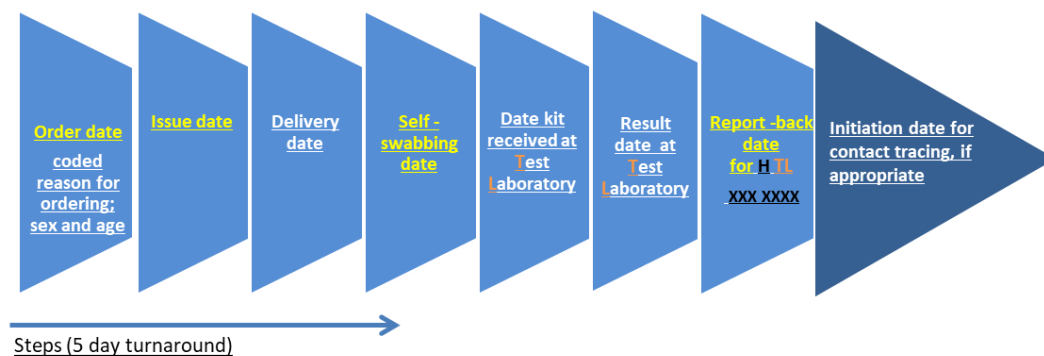 Order date
coded
reason for
ordering;
sex and age
Issue date
Delivery
date
Self -
swabbing
date
Date kit
received at
Test
Laboratory
Result
date at
Test
Laboratory
Report -back
date
for H TL
XXX XXXX
Initiation date for
contact tracing, if
appropriate
Steps (5 day turnaround)